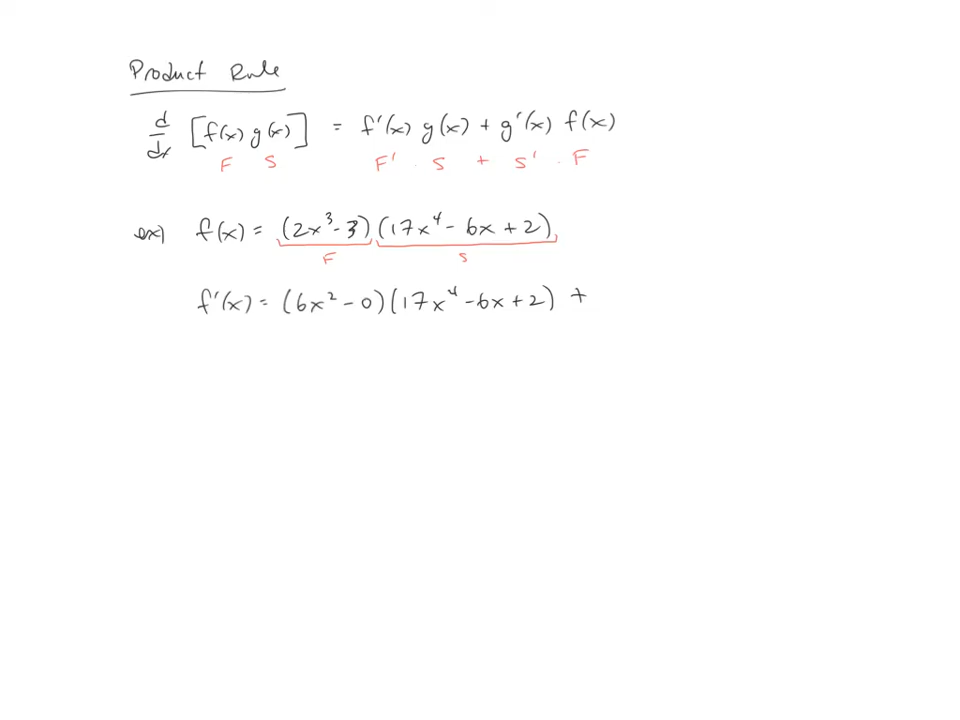 Product Rule
d/dx [f(x) g(x)] = f'(x) g(x) + g'(x) f(x)
F S F' · S + S' · F
ex) f(x) = (2x³-3)(17x⁴ - 6x + 2)
F S
f'(x) = (6x² - 0)(17x⁴ - 6x + 2) +